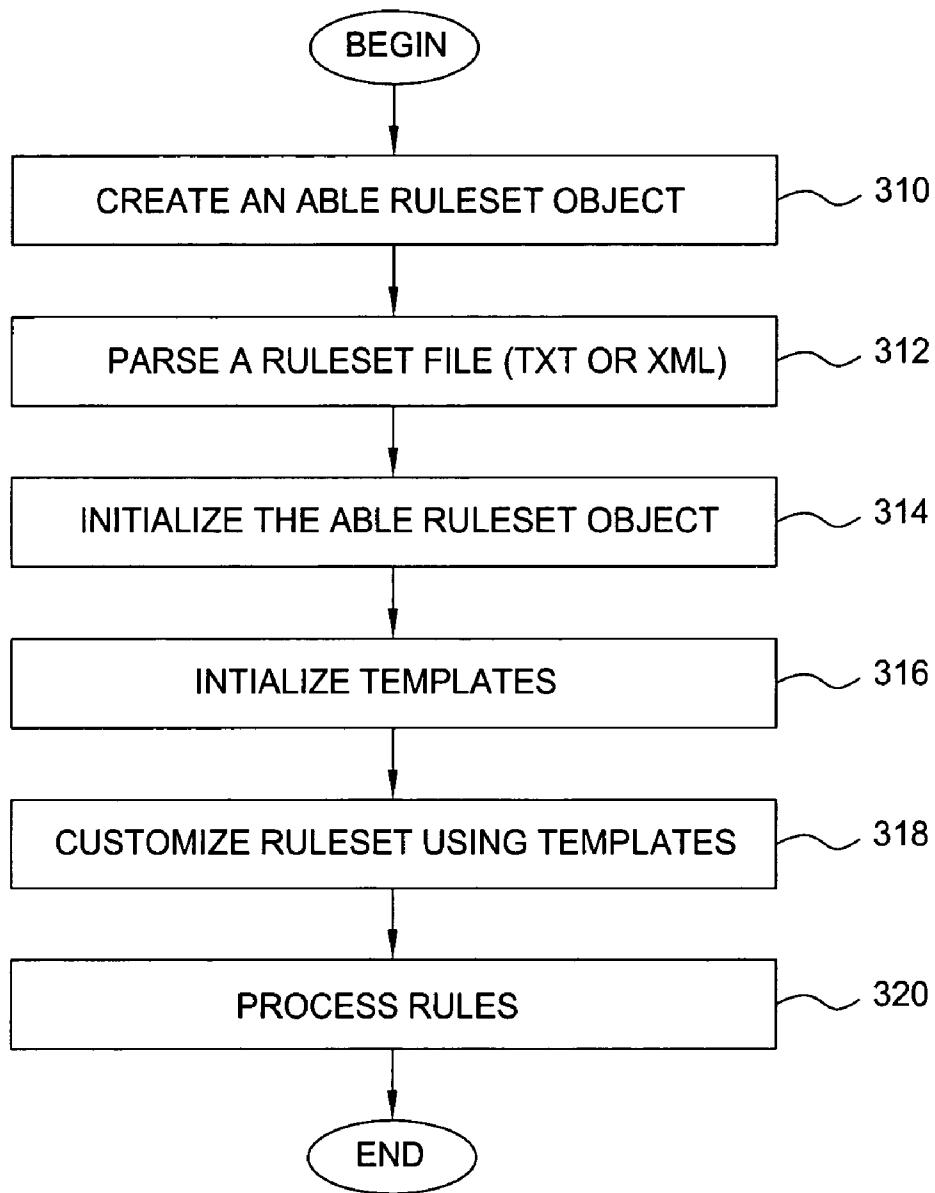 BEGIN
CREATE AN ABLE RULESET OBJECT
310
PARSE A RULESET FILE (TXT OR XML)
312
INITIALIZE THE ABLE RULESET OBJECT
314
INTIALIZE TEMPLATES
316
CUSTOMIZE RULESET USING TEMPLATES
318
PROCESS RULES
320
END